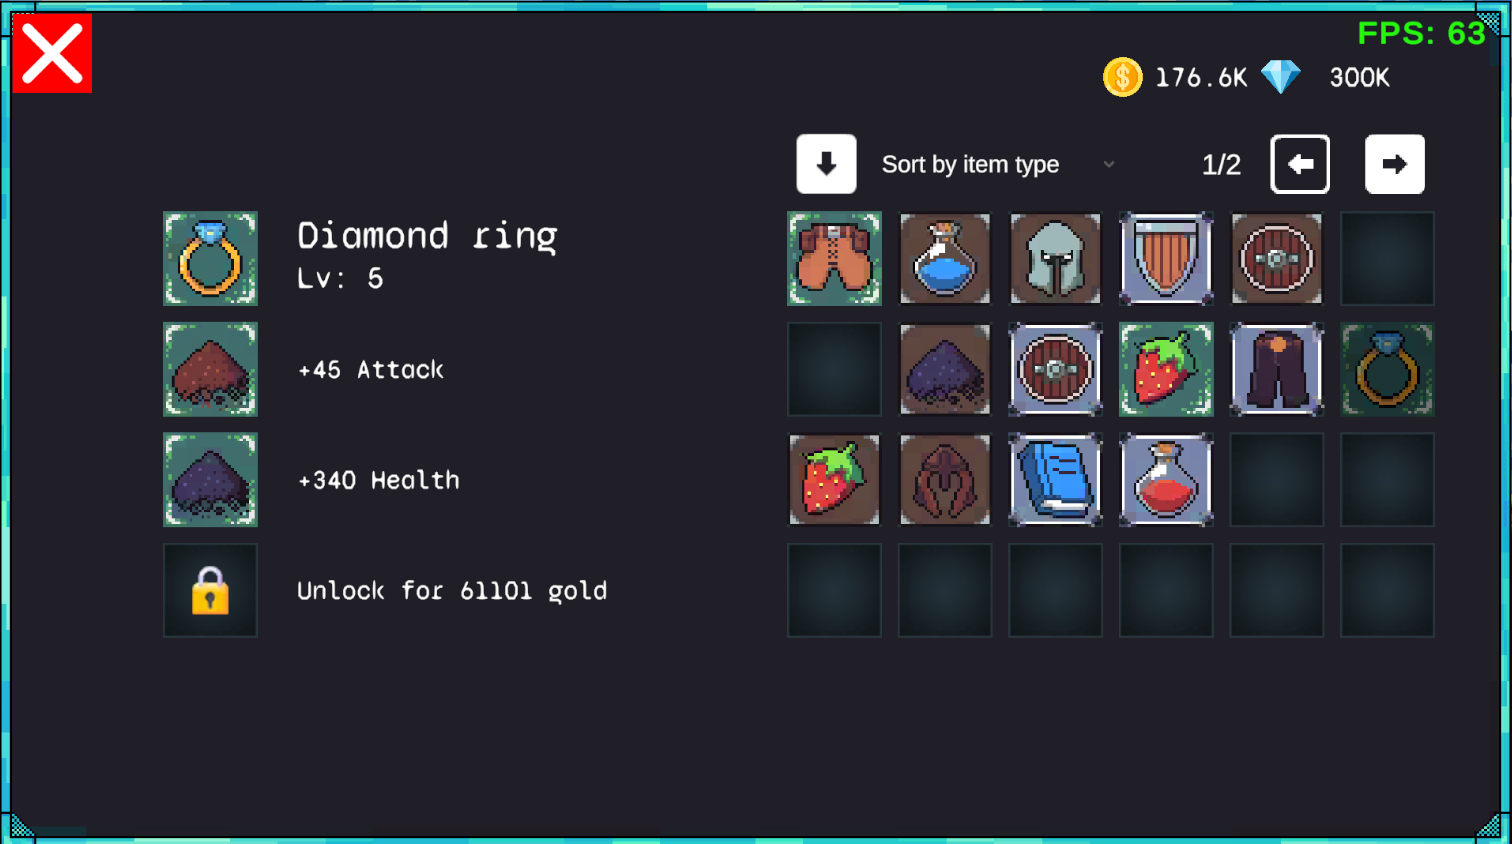 FPS: 63
176.6K
300K
Sort by item type
1/2
Diamond ring
Lv: 5
+45 Attack
+340 Health
Unlock for 61101 gold